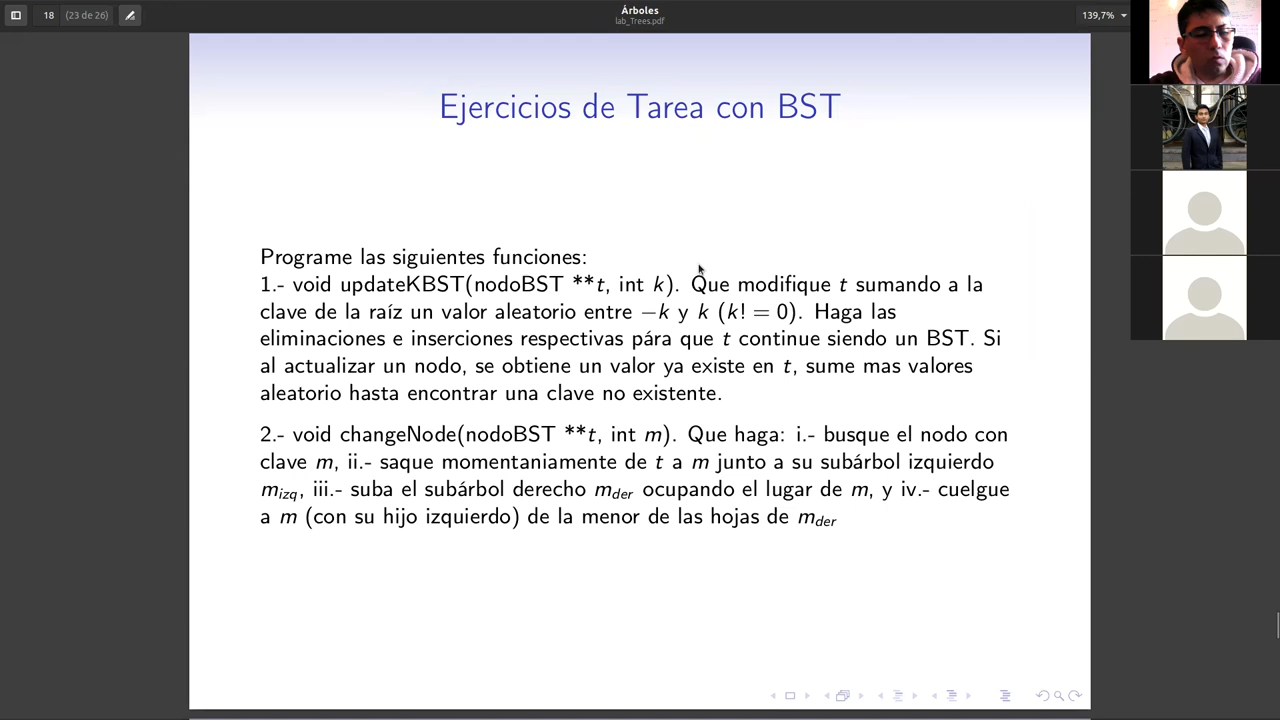 18 (23 de 26)
Árboles
lab_Trees.pdf
139,7%
Ejercicios de Tarea con BST
Programe las siguientes funciones:
1.- void updateKBST(nodoBST **t, int k). Que modifique t sumando a la
clave de la raíz un valor aleatorio entre −k y k (k! = 0). Haga las
eliminaciones e inserciones respectivas pára que t continue siendo un BST. Si
al actualizar un nodo, se obtiene un valor ya existe en t, sume mas valores
aleatorio hasta encontrar una clave no existente.
2.- void changeNode(nodoBST **t, int m). Que haga: i.- busque el nodo con
clave m, ii.- saque momentaniamente de t a m junto a su subárbol izquierdo
mizq, iii.- suba el subárbol derecho mder ocupando el lugar de m, y iv.- cuelgue
a m (con su hijo izquierdo) de la menor de las hojas de mder